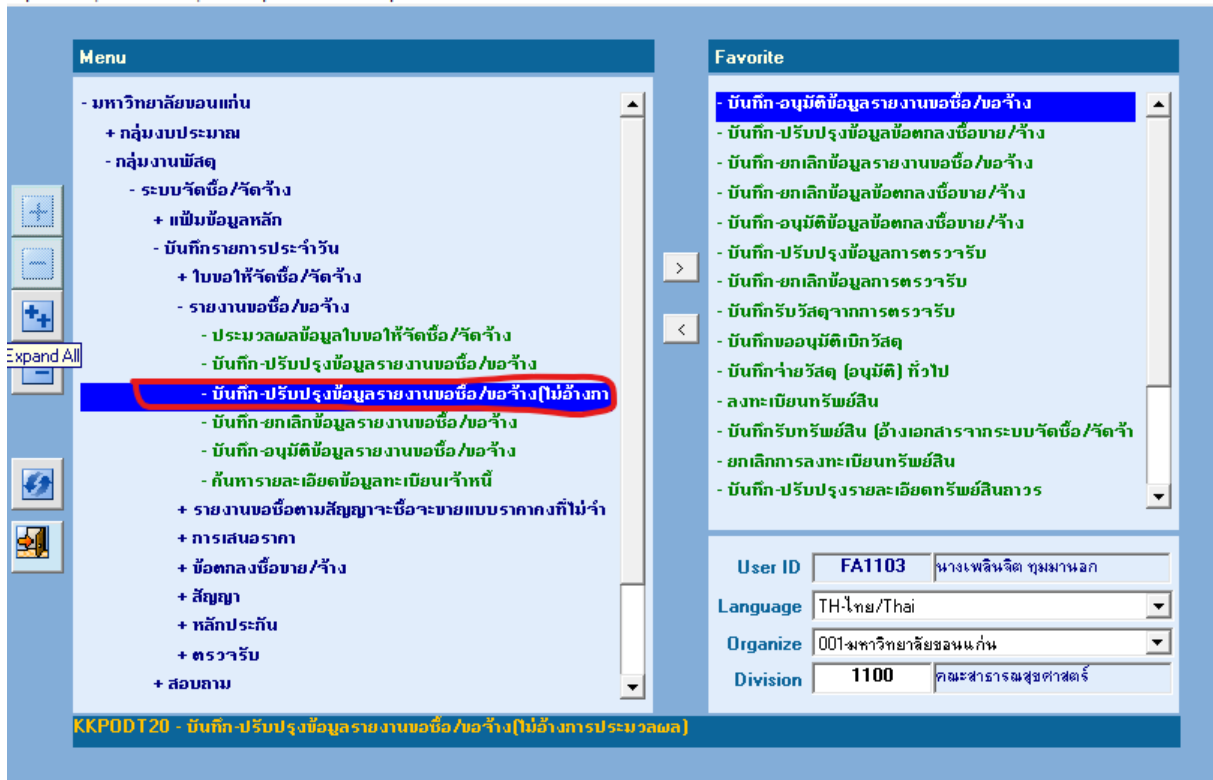 Menu
- มหาวิทยาลัยขอนแก่น
+ กลุ่มงบประมาณ
- กลุ่มงานพัสดุ
- ระบบจัดซื้อ/จัดจ้าง
+ แฟ้มข้อมูลหลัก
- บันทึกรายการประจำวัน
+ ใบขอให้จัดซื้อ/จัดจ้าง
- รายงานขอซื้อ/ขอจ้าง
- ประมวลผลข้อมูลใบขอให้จัดซื้อ/จัดจ้าง
- บันทึก-ปรับปรุงข้อมูลรายงานขอซื้อ/ขอจ้าง
- บันทึก-ปรับปรุงข้อมูลรายงานขอซื้อ/ขอจ้าง(ไม่อ้างกา
- บันทึก-ยกเลิกข้อมูลรายงานขอซื้อ/ขอจ้าง
- บันทึก-อนุมัติข้อมูลรายงานขอซื้อ/ขอจ้าง
- ค้นหารายละเอียดข้อมูลทะเบียนเจ้าหนี้
+ รายงานขอซื้อตามสัญญาจะซื้อจะขายแบบราคาคงที่ไม่จำ
+ การเสนอราคา
+ ข้อตกลงซื้อขาย/จ้าง
+ สัญญา
+ หลักประกัน
+ ตรวจรับ
+ สอบถาม
Expand All
>
<
Favorite
- บันทึก-อนุมัติข้อมูลรายงานขอซื้อ/ขอจ้าง
- บันทึก-ปรับปรุงข้อมูลข้อตกลงซื้อขาย/จ้าง
- บันทึก-ยกเลิกข้อมูลรายงานขอซื้อ/ขอจ้าง
- บันทึก-ยกเลิกข้อมูลข้อตกลงซื้อขาย/จ้าง
- บันทึก-อนุมัติข้อมูลข้อตกลงซื้อขาย/จ้าง
- บันทึก-ปรับปรุงข้อมูลการตรวจรับ
- บันทึก-ยกเลิกข้อมูลการตรวจรับ
- บันทึกรับวัสดุจากการตรวจรับ
- บันทึกขออนุมัติเบิกวัสดุ
- บันทึกจ่ายวัสดุ (อนุมัติ) ทั่วไป
- ลงทะเบียนทรัพย์สิน
- บันทึกรับทรัพย์สิน (อ้างเอกสารจากระบบจัดซื้อ/จัดจ้า
- ยกเลิกการลงทะเบียนทรัพย์สิน
- บันทึก-ปรับปรุงรายละเอียดทรัพย์สินถาวร
User ID FA1103 นางเพลินจิต ทุมมานอก
Language TH-ไทย/Thai
Organize 001-มหาวิทยาลัยขอนแก่น
Division 1100 คณะสาธารณสุขศาสตร์
KKPODT20 - บันทึก-ปรับปรุงข้อมูลรายงานขอซื้อ/ขอจ้าง(ไม่อ้างการประมวลผล)